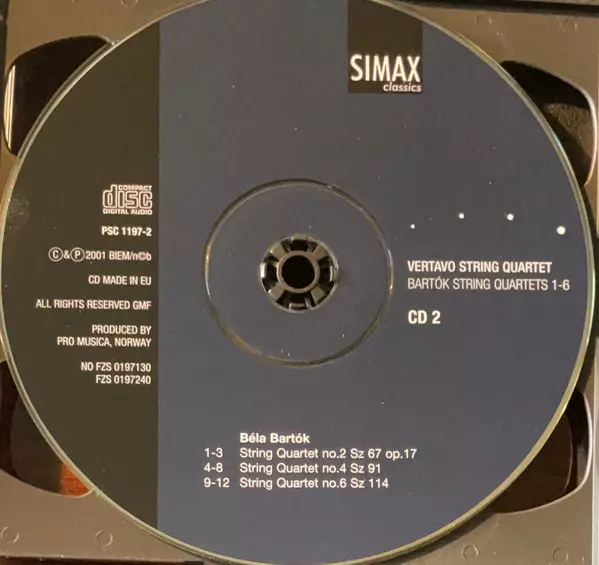 SIMAX
classics
COMPACT
disc
DIGITAL AUDIO
PSC 1197-2
©&℗2001 BIEM/n©b
CD MADE IN EU
ALL RIGHTS RESERVED GMF
PRODUCED BY
PRO MUSICA, NORWAY
NO FZS 0197130
FZS 0197240
VERTAVO STRING QUARTET
BARTÓK STRING QUARTETS 1-6
CD 2
Béla Bartók
1-3 String Quartet no.2 Sz 67 op.17
4-8 String Quartet no.4 Sz 91
9-12 String Quartet no.6 Sz 114